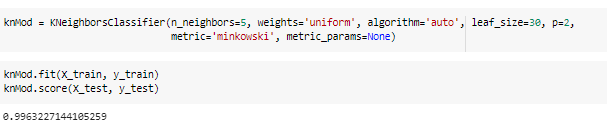 knMod = KNeighborsClassifier(n_neighbors=5, weights='uniform', algorithm='auto', leaf_size=30, p=2,
metric='minkowski', metric_params=None)
knMod.fit(X_train, y_train)
knMod.score(X_test, y_test)
0.9963227144105259